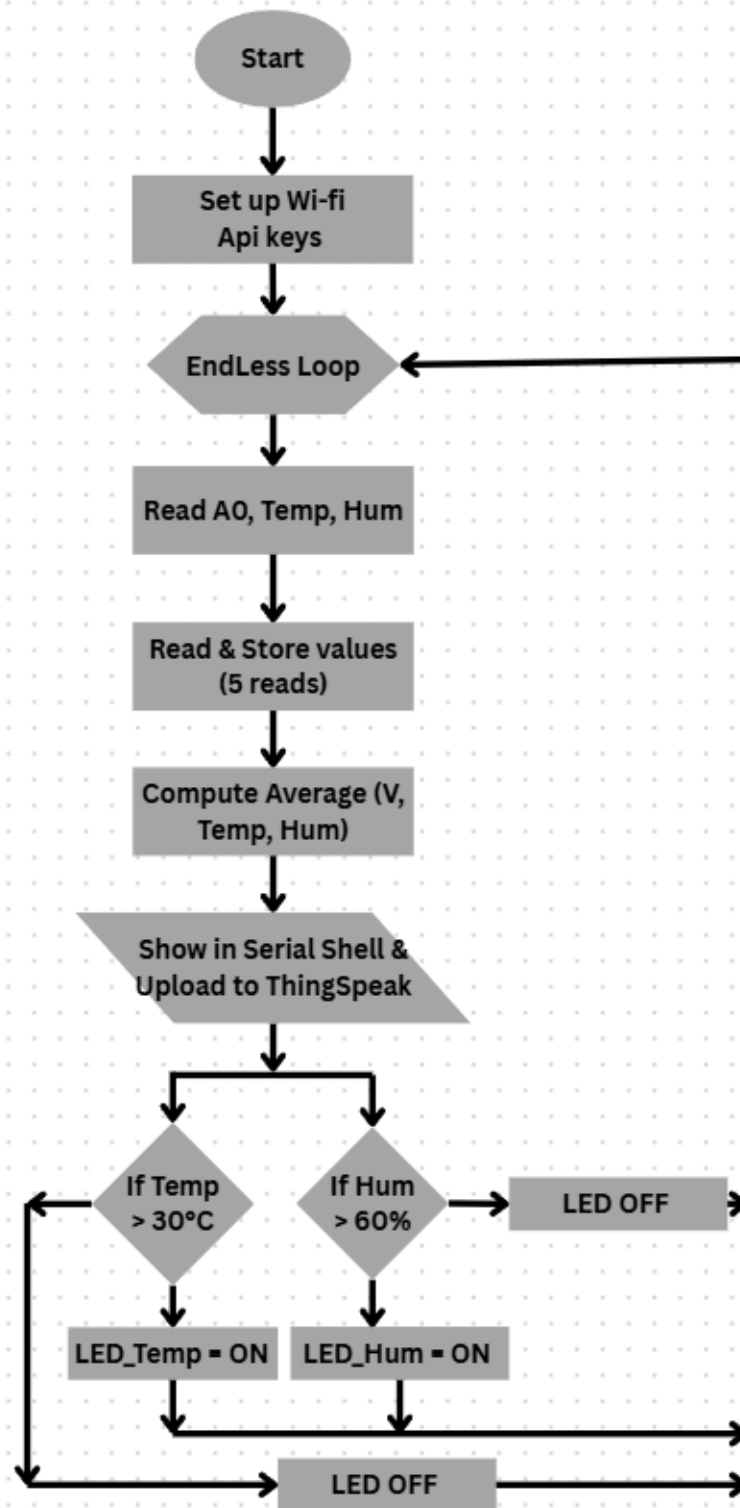 Start
Set up Wi-fi
Api keys
EndLess Loop
Read A0, Temp, Hum
Read & Store values
(5 reads)
Compute Average (V,
Temp, Hum)
Show in Serial Shell &
Upload to ThingSpeak
If Temp
> 30°C
If Hum
> 60%
LED OFF
LED_Temp = ON
LED_Hum = ON
LED OFF